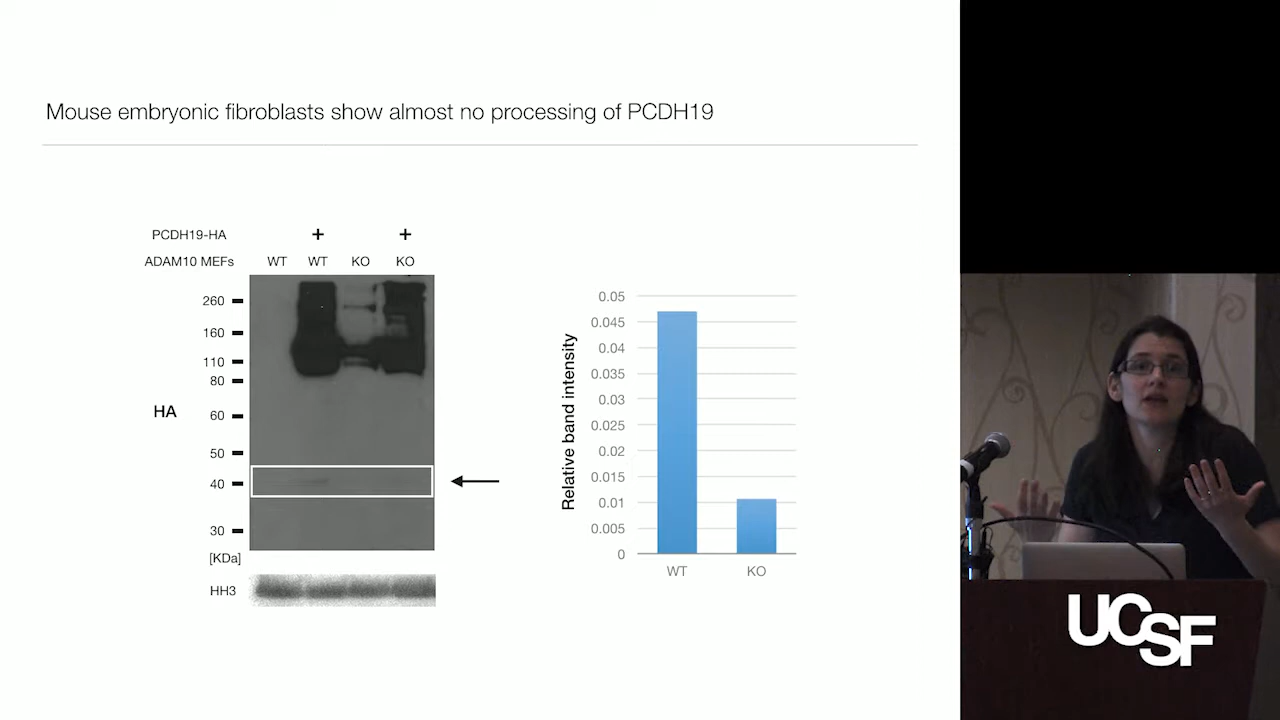 Mouse embryonic fibroblasts show almost no processing of PCDH19
PCDH19-HA + +
ADAM10 MEFs WT WT KO KO
260
160
110
80
HA
60
50
40
30
[KDa]
HH3
Relative band intensity
0.05
0.045
0.04
0.035
0.03
0.025
0.02
0.015
0.01
0.005
0
WT KO
UCSF